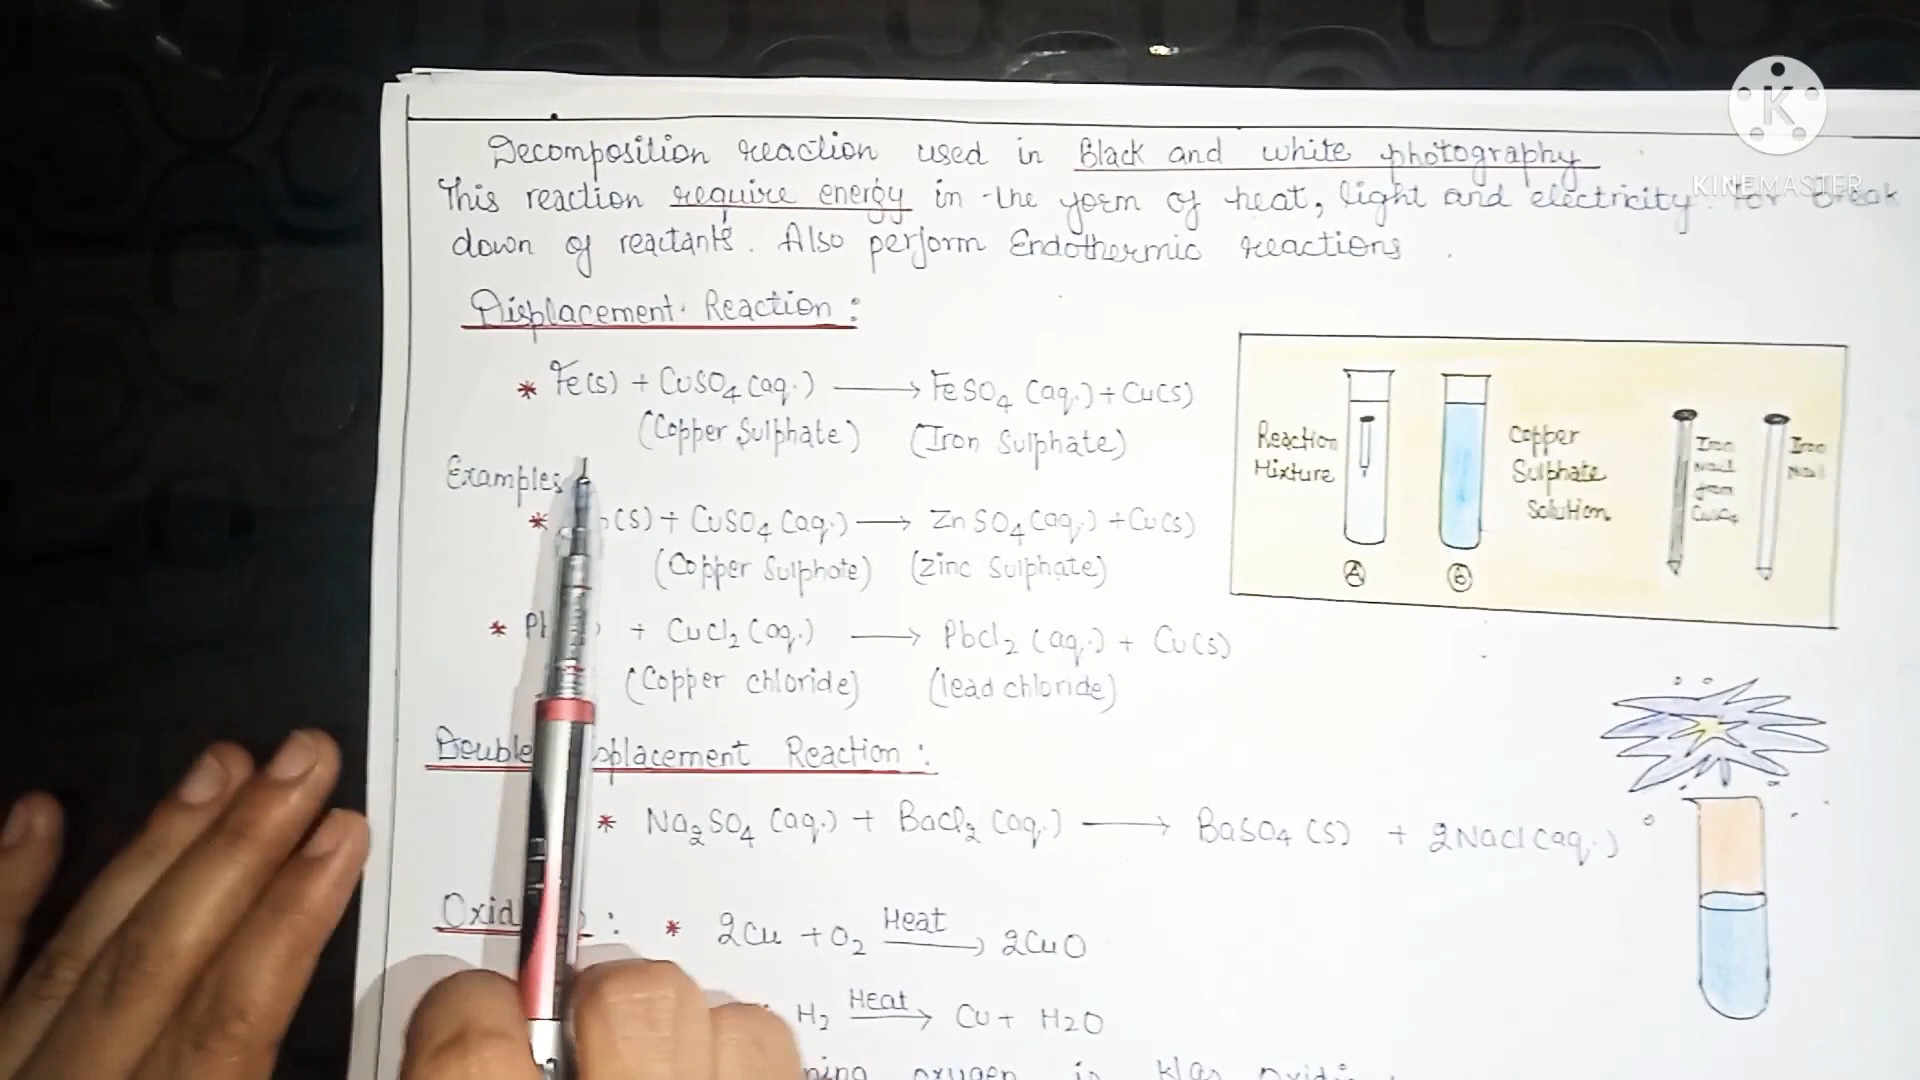 Decomposition reaction used in Black and white photography
This reaction require energy in the form of heat, light and electricity for Break
down of reactants. Also perform Endothermic reactions.
Displacement Reaction:
* Fe(s) + CuSO4 (aq.) → FeSO4 (aq.) + Cu(s)
(Copper Sulphate) (Iron Sulphate)
Examples
* (s) + CuSO4 (aq.) → ZnSO4 (aq.) + Cu(s)
(Copper Sulphate) (Zinc Sulphate)
* + CuCl2 (aq.) → PbCl2 (aq.) + Cu(s)
(Copper chloride) (lead chloride)
Reaction
Mixture
A
B
Copper
Sulphate
Solution
Iron
Nail
from
CuSO4
Iron
Nail
Double Reaction:
* Na2SO4 (aq.) + BaCl2 (aq.) → BaSO4 (s) + 2NaCl (aq.)
* 2Cu + O2 Heat → 2CuO
H2 Heat → Cu + H2O
oxygen
K
KINEMASTER